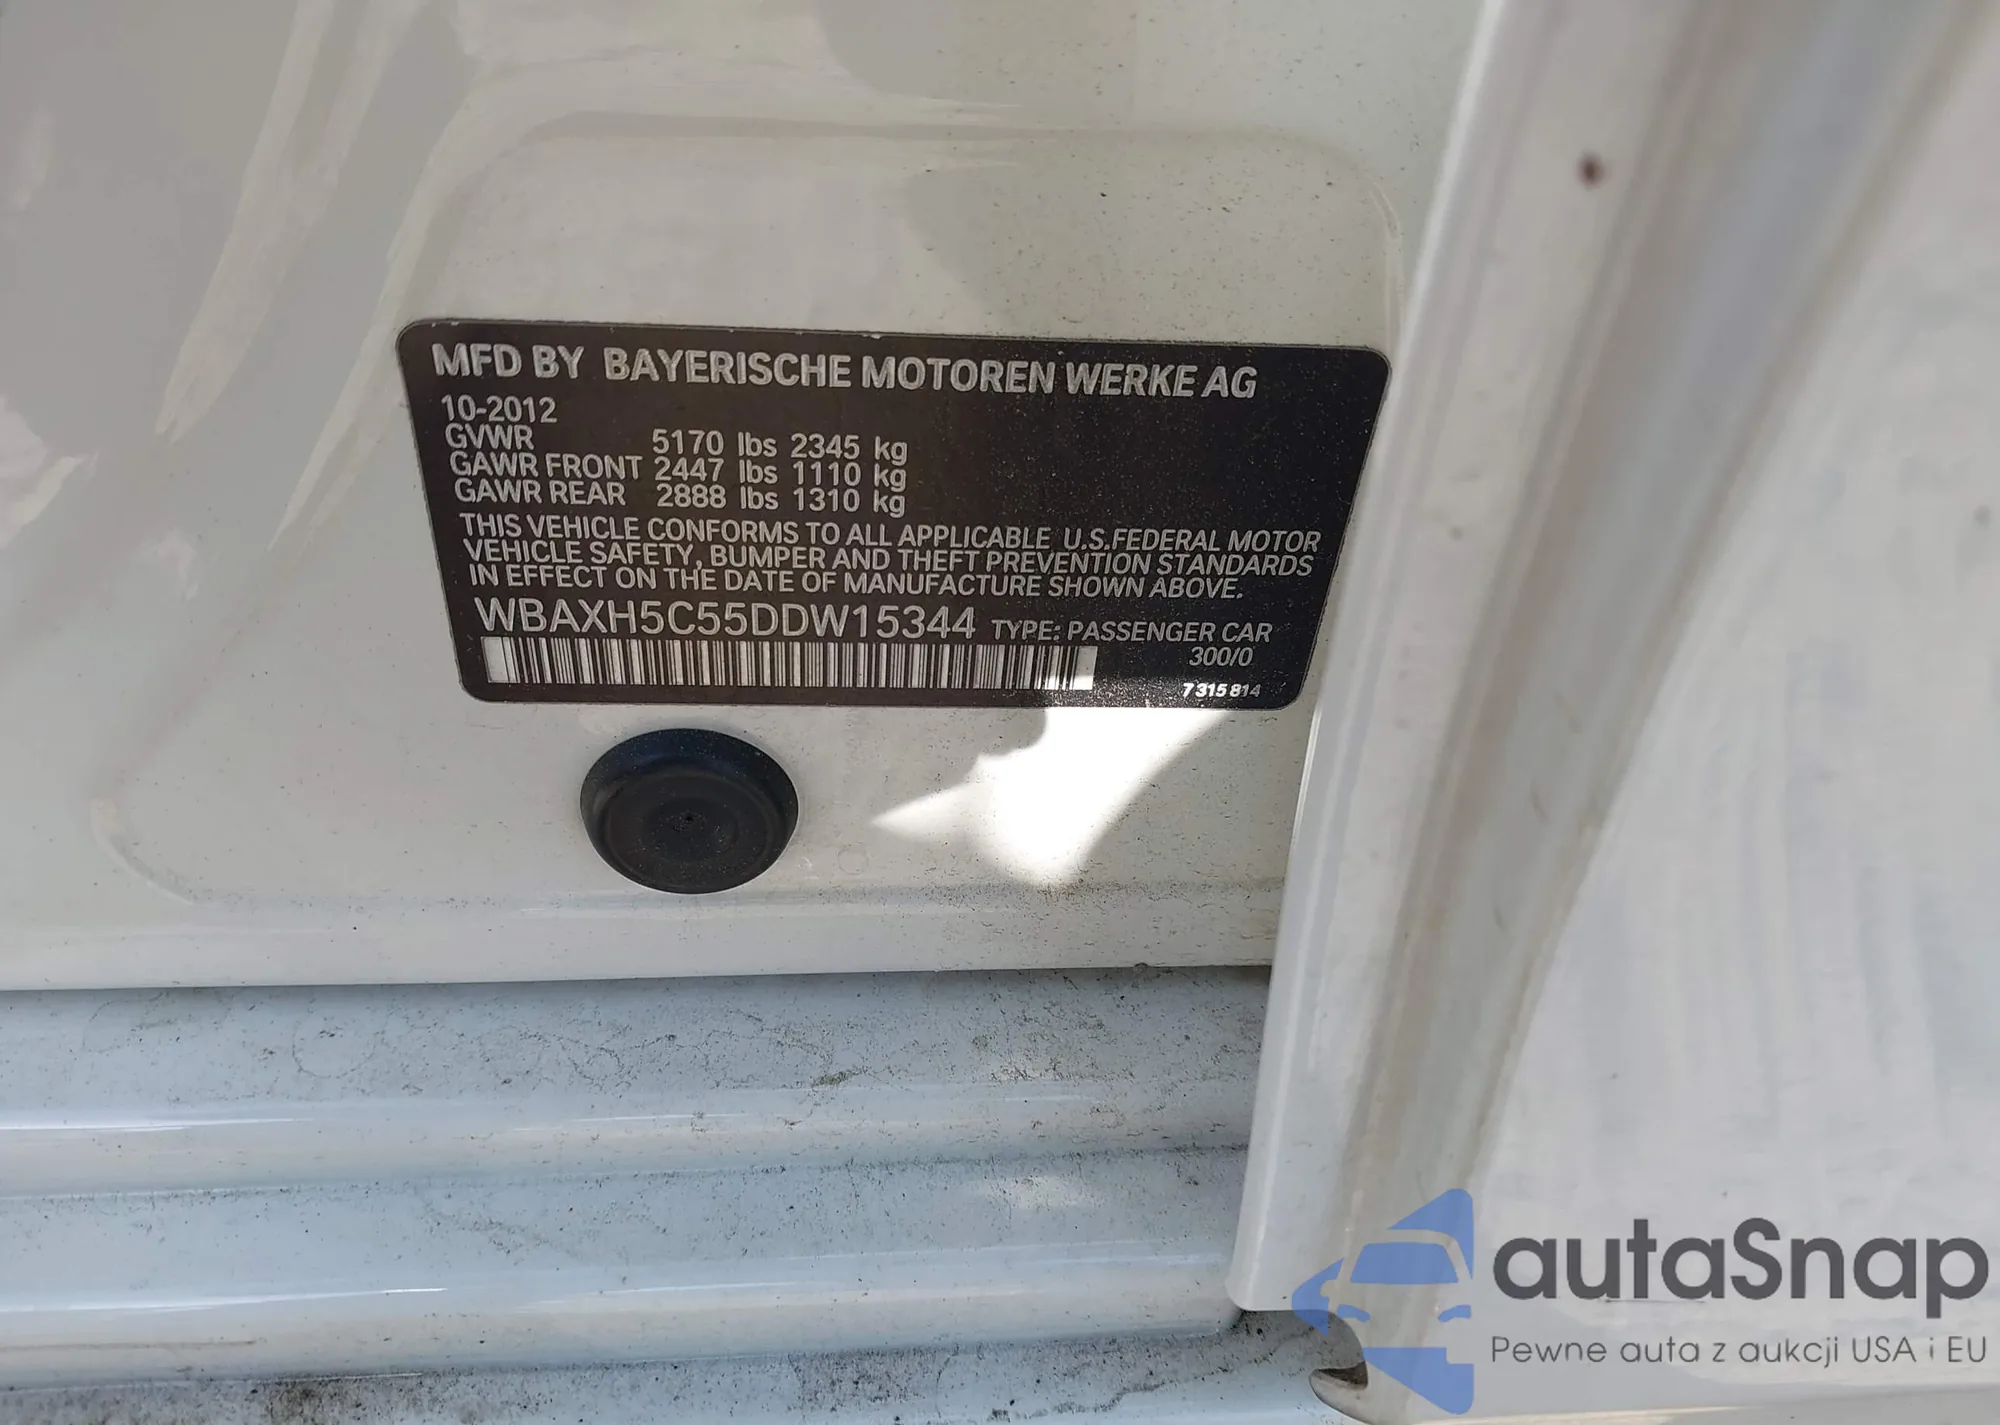 MFD BY BAYERISCHE MOTOREN WERKE AG
10-2012
GVWR 5170 lbs 2345 kg
GAWR FRONT 2447 lbs 1110 kg
GAWR REAR 2888 lbs 1310 kg
THIS VEHICLE CONFORMS TO ALL APPLICABLE U.S.FEDERAL MOTOR
VEHICLE SAFETY, BUMPER AND THEFT PREVENTION STANDARDS
IN EFFECT ON THE DATE OF MANUFACTURE SHOWN ABOVE.
WBAXH5C55DDW15344 TYPE: PASSENGER CAR
300/0
7 315 814
autaSnap
Pewne auta z aukcji USA i EU